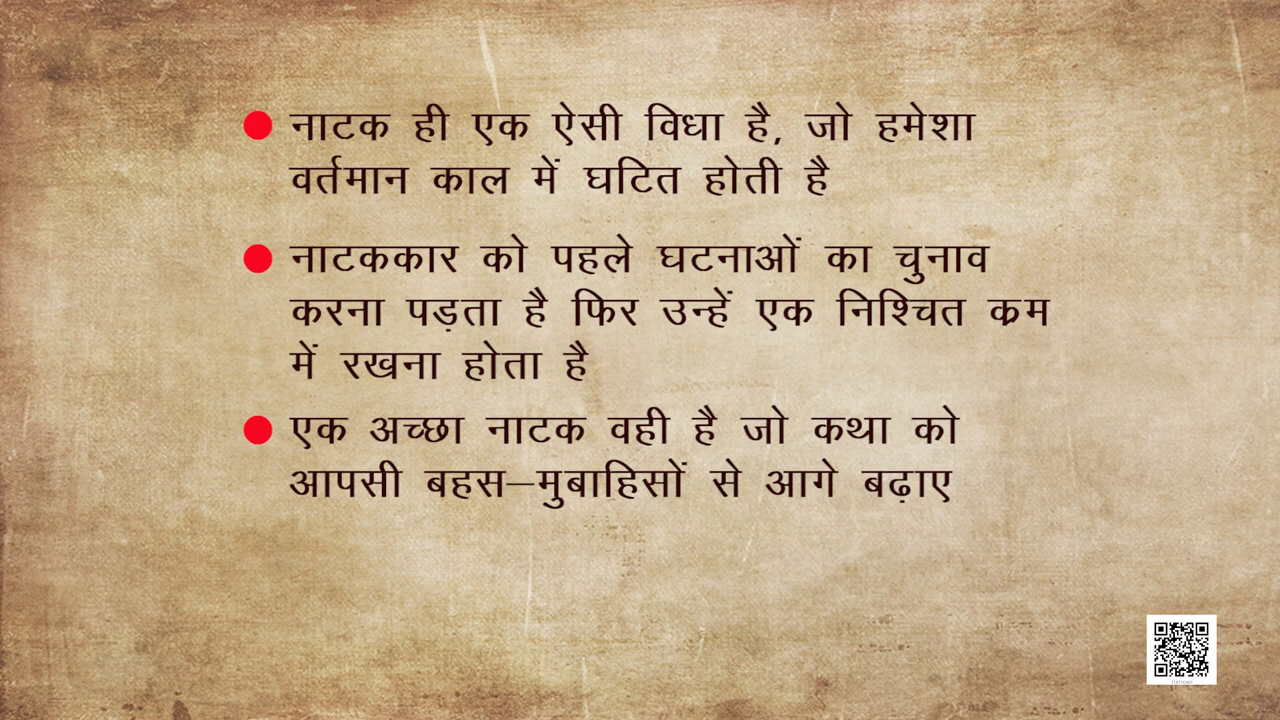 ● नाटक ही एक ऐसी विधा है, जो हमेशा
वर्तमान काल में घटित होती है
● नाटककार को पहले घटनाओं का चुनाव
करना पड़ता है फिर उन्हें एक निश्चित क्रम
में रखना होता है
● एक अच्छा नाटक वही है जो कथा को
आपसी बहस–मुबाहिसों से आगे बढ़ाए